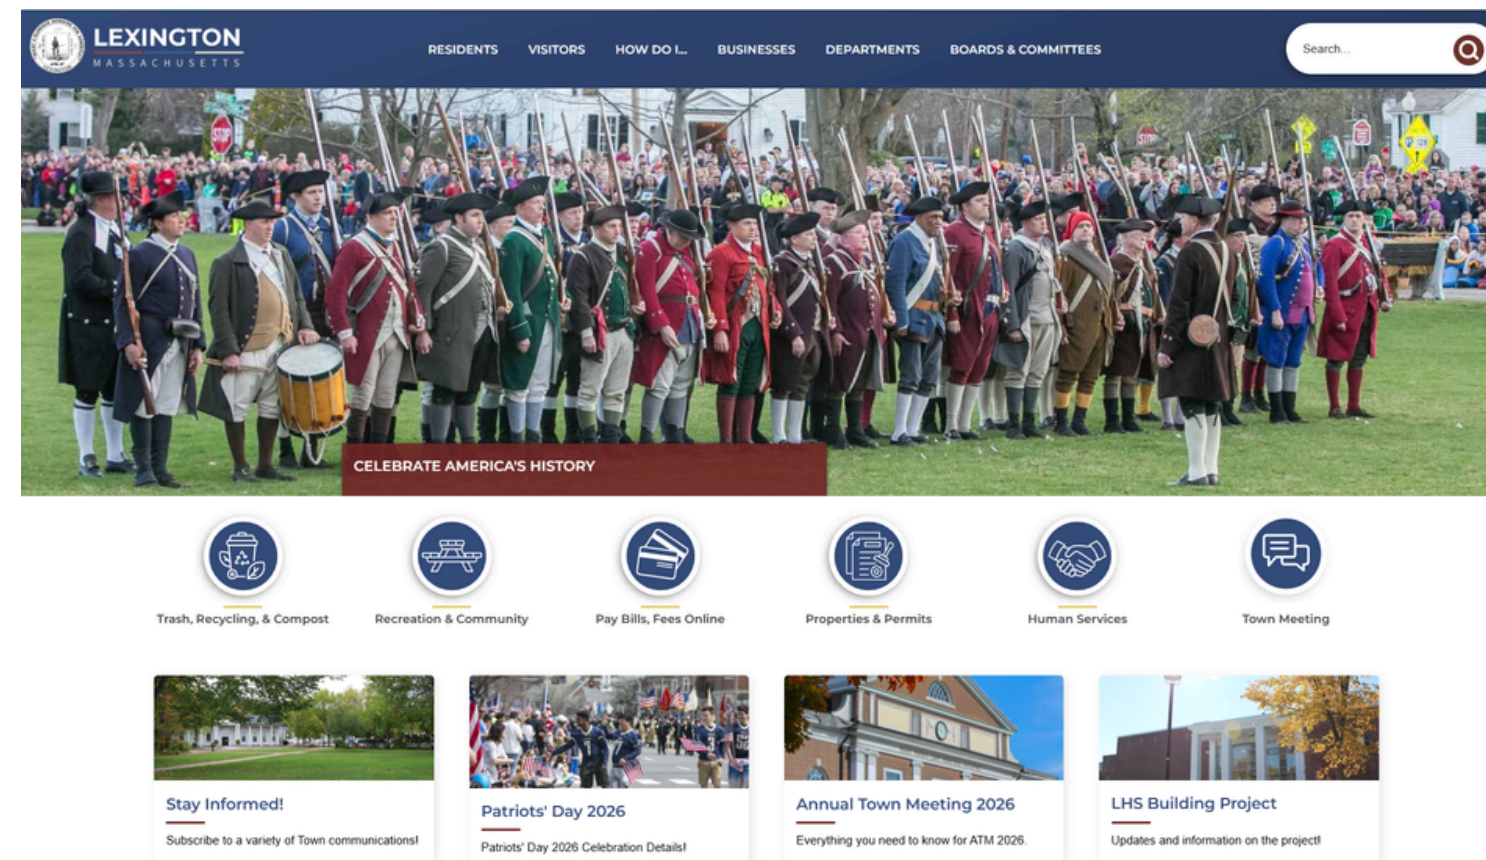 LEXINGTON
MASSACHUSETTS
RESIDENTS
VISITORS
HOW DO I...
BUSINESSES
DEPARTMENTS
BOARDS & COMMITTEES
Search...
STOP
CELEBRATE AMERICA'S HISTORY
Trash, Recycling, & Compost
Recreation & Community
Pay Bills, Fees Online
Properties & Permits
Human Services
Town Meeting
Stay Informed!
Subscribe to a variety of Town communications!
Patriots' Day 2026
Patriots' Day 2026 Celebration Details!
Annual Town Meeting 2026
Everything you need to know for ATM 2026.
LHS Building Project
Updates and information on the project!